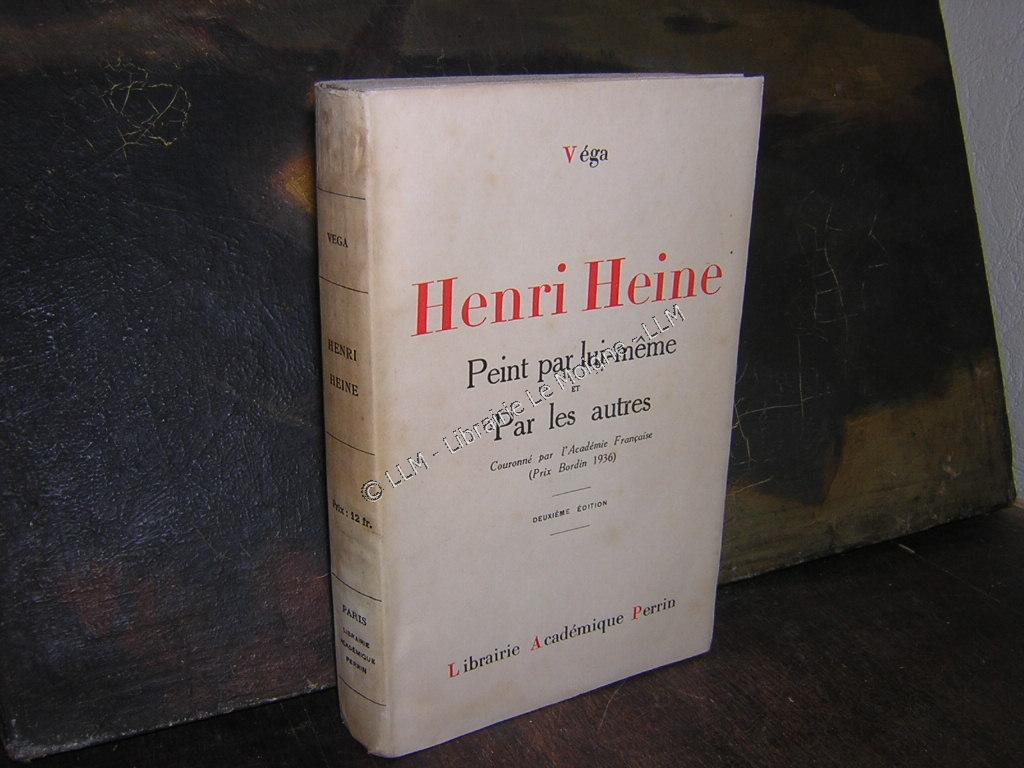 Véga
Henri Heine
Peint par lui-même
ET
Par les autres
Couronné par l'Académie Française
(Prix Bordin 1936)
DEUXIÈME ÉDITION
Librairie Académique Perrin
VEGA
HENRI
HEINE
Prix : 12 fr.
PARIS
LIBRAIRIE
ACADÉMIQUE
PERRIN
© LLM - Librairie Le Moigne - LLM